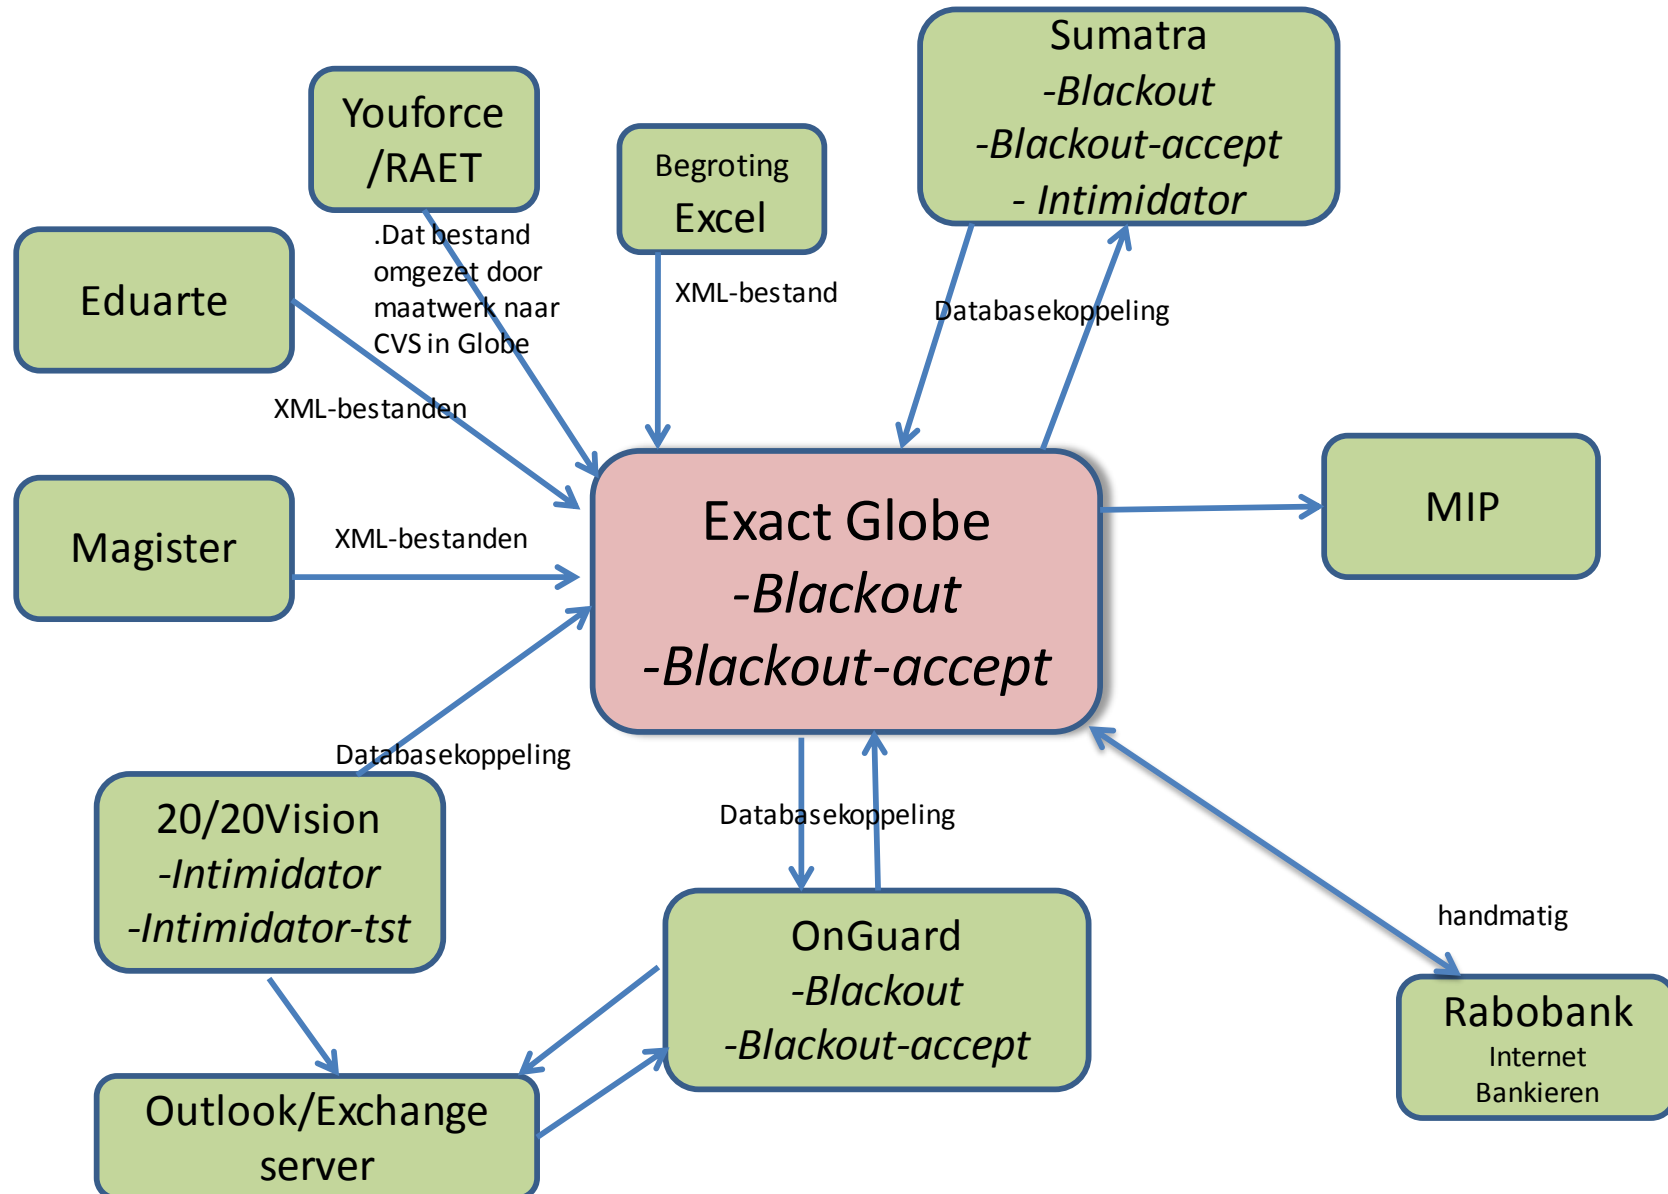 Sumatra
-Blackout
-Blackout-accept
- Intimidator
Youforce
/RAET
Begroting
Excel
.Dat bestand
omgezet door
maatwerk naar
CVS in Globe
Eduarte
XML-bestand
Databasekoppeling
XML-bestanden
Magister
XML-bestanden
Exact Globe
-Blackout
-Blackout-accept
MIP
Databasekoppeling
20/20Vision
-Intimidator
-Intimidator-tst
Databasekoppeling
OnGuard
-Blackout
-Blackout-accept
handmatig
Rabobank
Internet
Bankieren
Outlook/Exchange
server